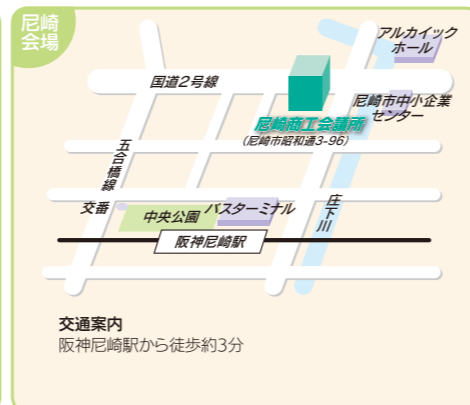 尼崎
会場
アルカイック
ホール
国道2号線
尼崎市中小企業
センター
尼崎商工会議所
(尼崎市昭和通3-96)
五合橋線
交番
中央公園
バスターミナル
庄下川
阪神尼崎駅
交通案内
阪神尼崎駅から徒歩約3分